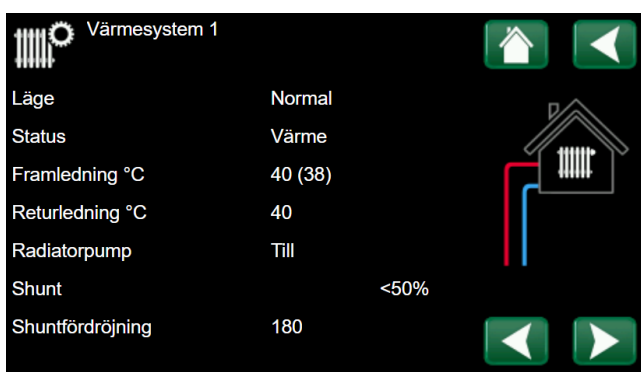 Värmesystem 1
Läge Normal
Status Värme
Framledning °C 40 (38)
Returledning °C 40
Radiatorpump Till
Shunt <50%
Shuntfördröjning 180